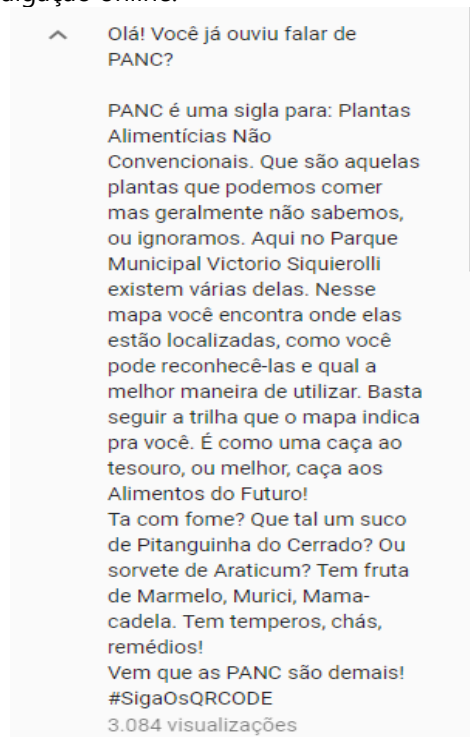 Olá! Você já ouviu falar de
PANC?
PANC é uma sigla para: Plantas
Alimentícias Não
Convencionais. Que são aquelas
plantas que podemos comer
mas geralmente não sabemos,
ou ignoramos. Aqui no Parque
Municipal Victorio Siquierolli
existem várias delas. Nesse
mapa você encontra onde elas
estão localizadas, como você
pode reconhecê-las e qual a
melhor maneira de utilizar. Basta
seguir a trilha que o mapa indica
pra você. É como uma caça ao
tesouro, ou melhor, caça aos
Alimentos do Futuro!
Ta com fome? Que tal um suco
de Pitanguinha do Cerrado? Ou
sorvete de Araticum? Tem fruta
de Marmelo, Murici, Mama-
cadela. Tem temperos, chás,
remédios!
Vem que as PANC são demais!
#SigaOsQRCODE
3.084 visualizações